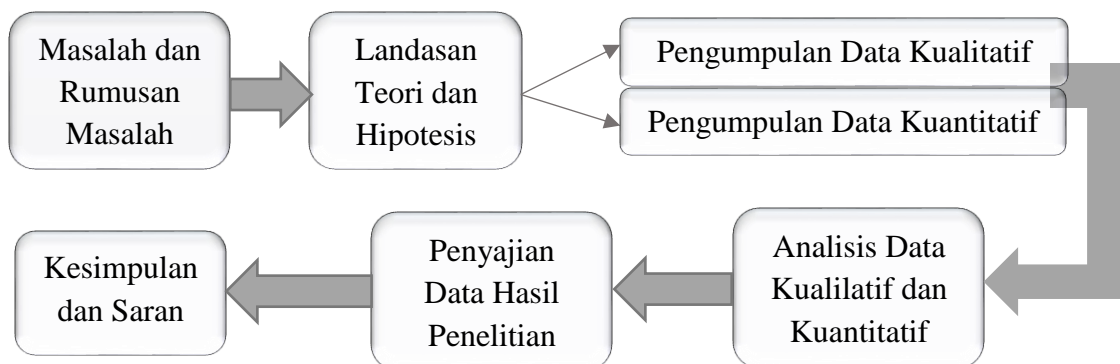 Masalah dan
Rumusan
Masalah
Landasan
Teori dan
Hipotesis
Pengumpulan Data Kualitatif
Pengumpulan Data Kuantitatif
Analisis Data
Kualilatif dan
Kuantitatif
Penyajian
Data Hasil
Penelitian
Kesimpulan
dan Saran